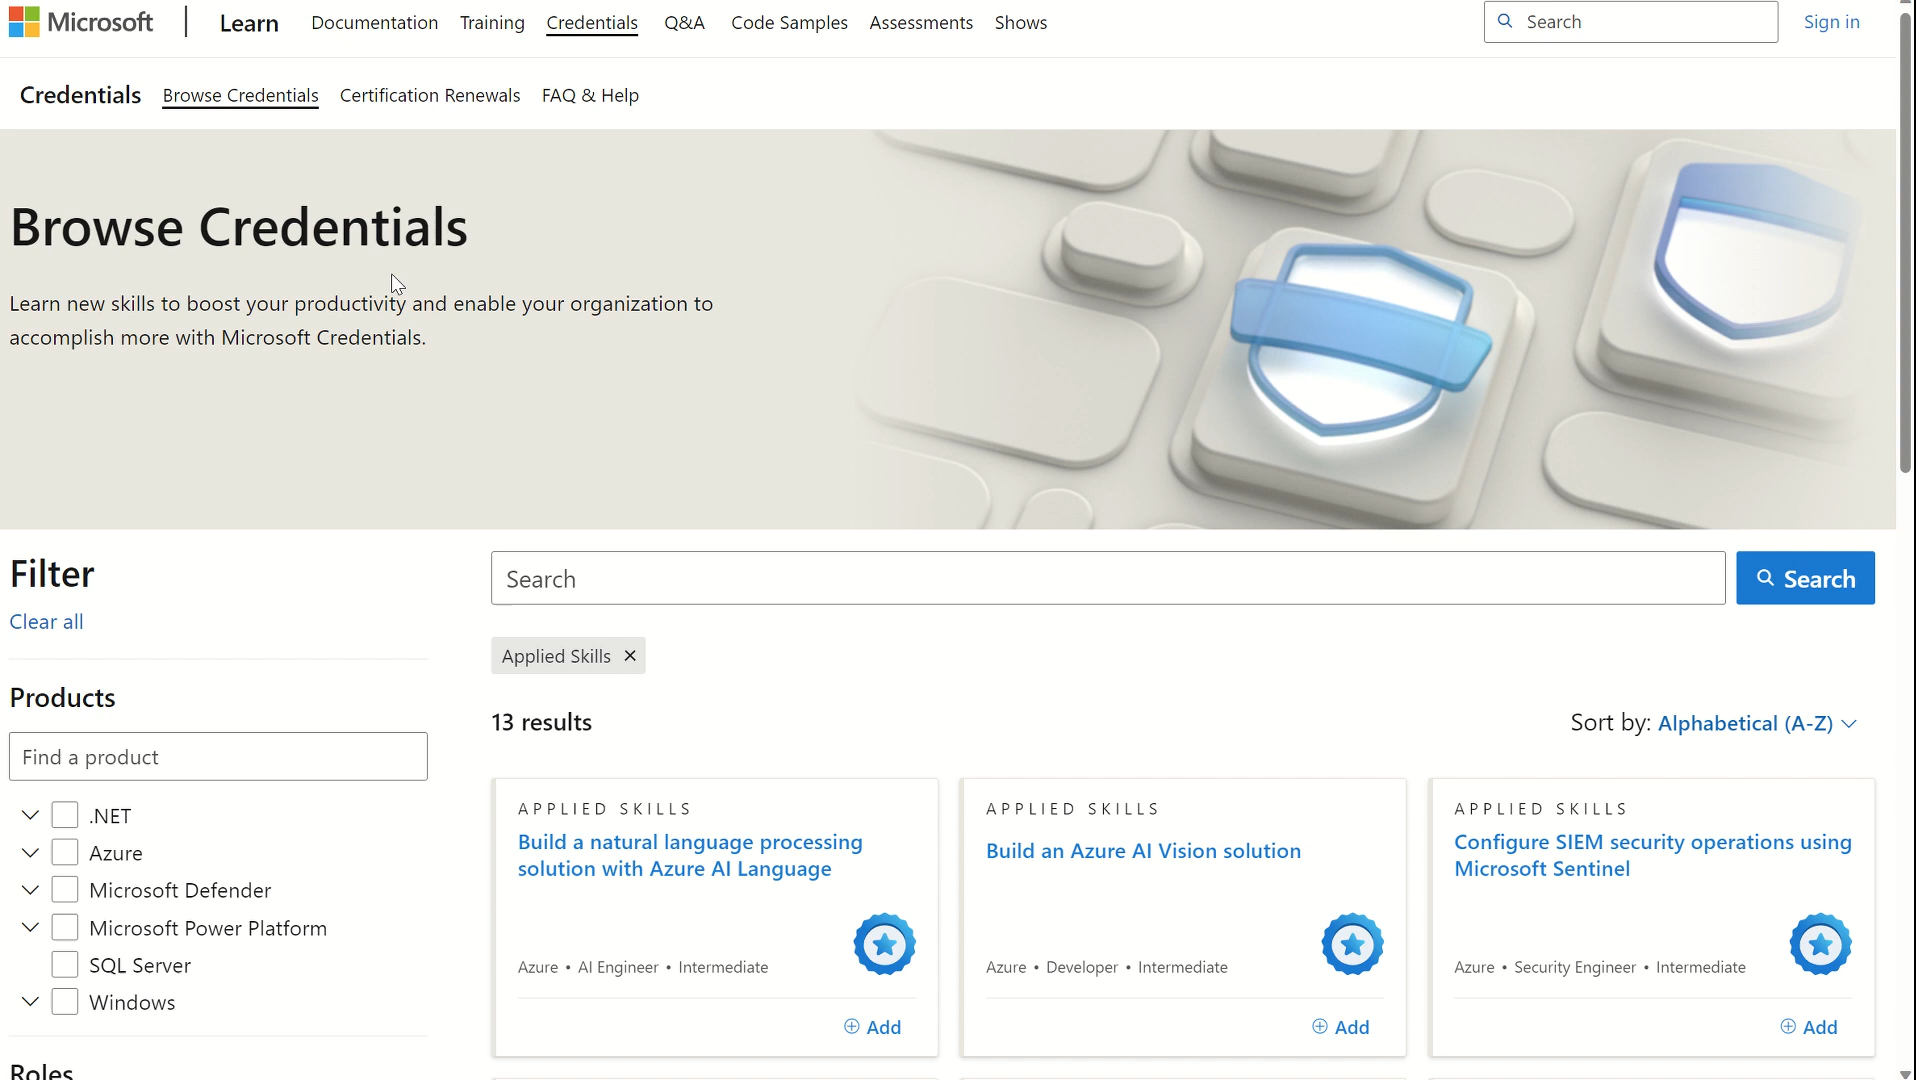 Microsoft
Learn Documentation Training Credentials Q&A Code Samples Assessments Shows
Search
Sign in
Credentials Browse Credentials Certification Renewals FAQ & Help
Browse Credentials
Learn new skills to boost your productivity and enable your organization to
accomplish more with Microsoft Credentials.
Filter
Clear all
Products
Find a product
.NET
Azure
Microsoft Defender
Microsoft Power Platform
SQL Server
Windows
Roles
Search
Search
Applied Skills ✕
13 results
Sort by: Alphabetical (A-Z)
APPLIED SKILLS
Build a natural language processing
solution with Azure AI Language
Azure • AI Engineer • Intermediate
Add
APPLIED SKILLS
Build an Azure AI Vision solution
Azure • Developer • Intermediate
Add
APPLIED SKILLS
Configure SIEM security operations using
Microsoft Sentinel
Azure • Security Engineer • Intermediate
Add